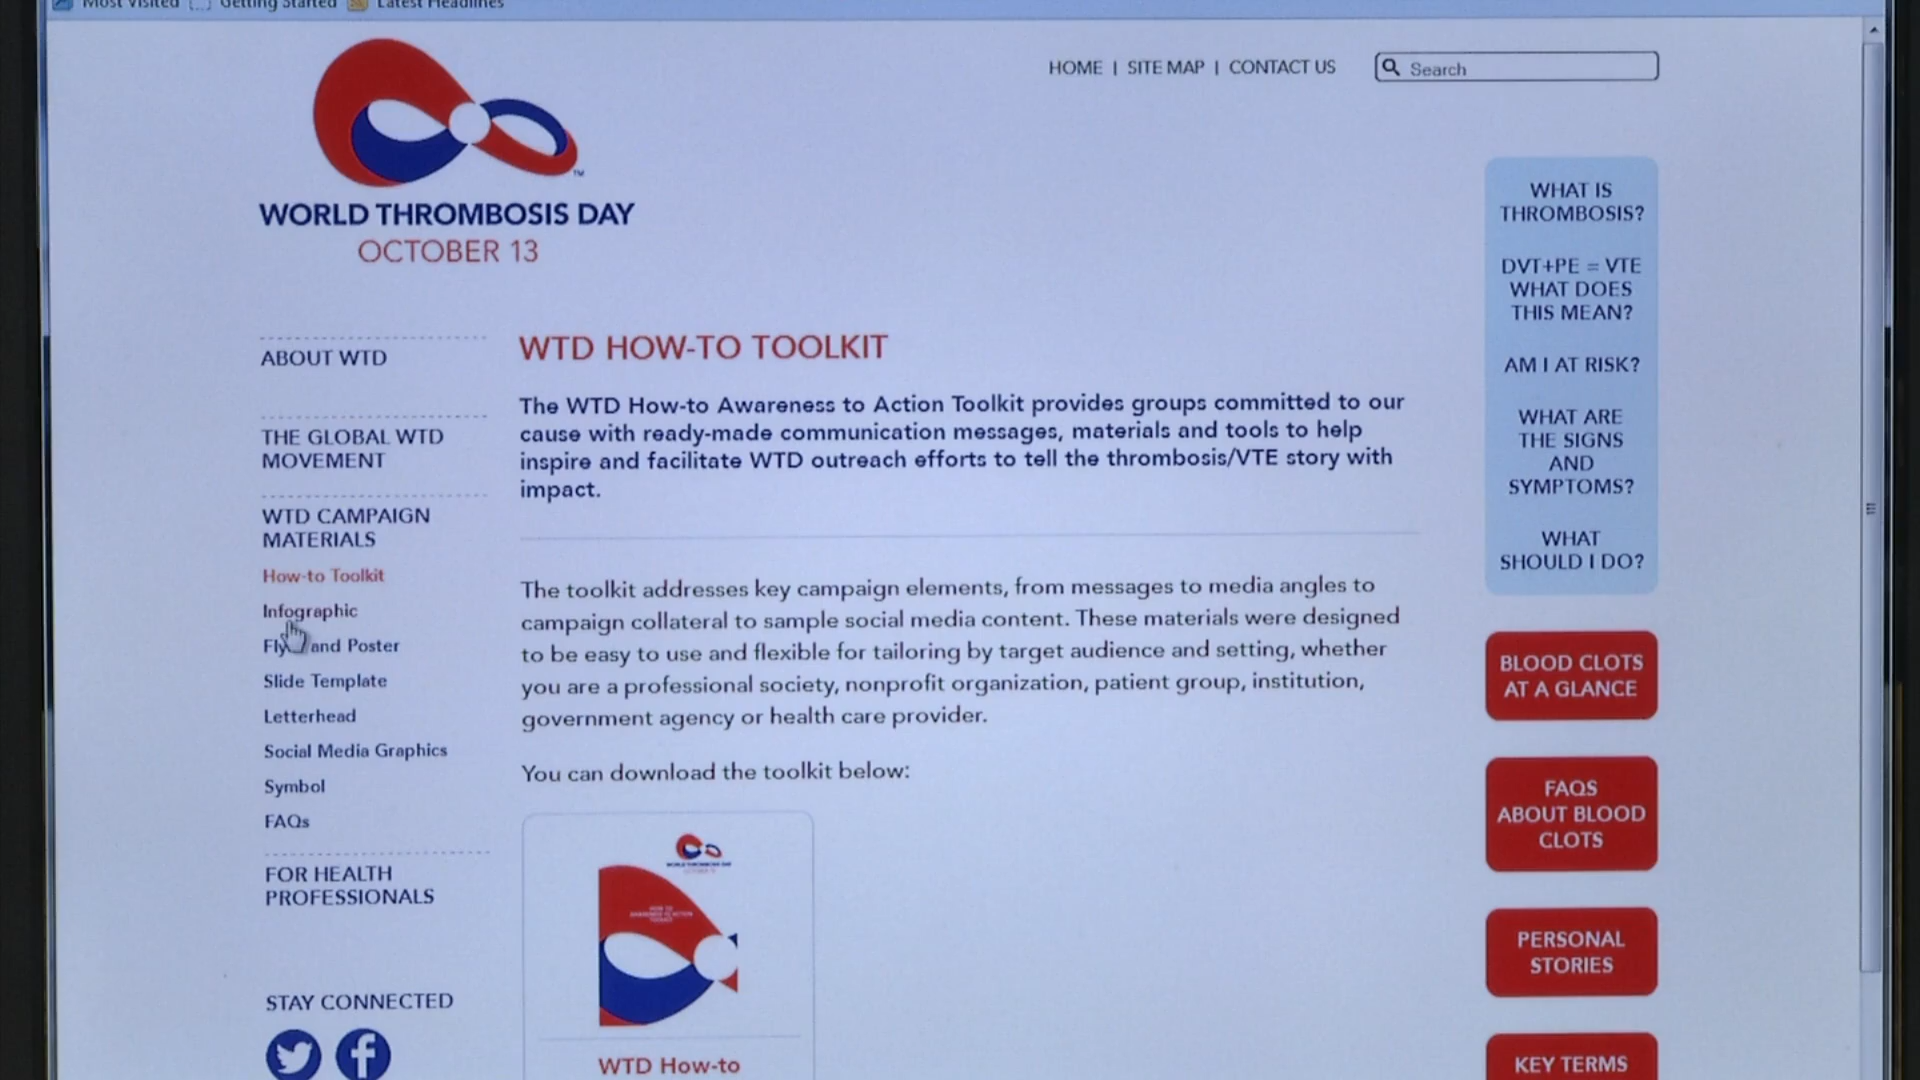 Most Visited Getting Started Latest Headlines
HOME | SITE MAP | CONTACT US
Search
TM
WORLD THROMBOSIS DAY
OCTOBER 13
ABOUT WTD
THE GLOBAL WTD
MOVEMENT
WTD CAMPAIGN
MATERIALS
How-to Toolkit
Infographic
and Poster
Slide Template
Letterhead
Social Media Graphics
Symbol
FAQs
FOR HEALTH
PROFESSIONALS
STAY CONNECTED
WTD HOW-TO TOOLKIT
The WTD How-to Awareness to Action Toolkit provides groups committed to our
cause with ready-made communication messages, materials and tools to help
inspire and facilitate WTD outreach efforts to tell the thrombosis/VTE story with
impact.
The toolkit addresses key campaign elements, from messages to media angles to
campaign collateral to sample social media content. These materials were designed
to be easy to use and flexible for tailoring by target audience and setting, whether
you are a professional society, nonprofit organization, patient group, institution,
government agency or health care provider.
You can download the toolkit below:
WTD How-to
WHAT IS
THROMBOSIS?
DVT+PE = VTE
WHAT DOES
THIS MEAN?
AM I AT RISK?
WHAT ARE
THE SIGNS
AND
SYMPTOMS?
WHAT
SHOULD I DO?
BLOOD CLOTS
AT A GLANCE
FAQS
ABOUT BLOOD
CLOTS
PERSONAL
STORIES
KEY TERMS